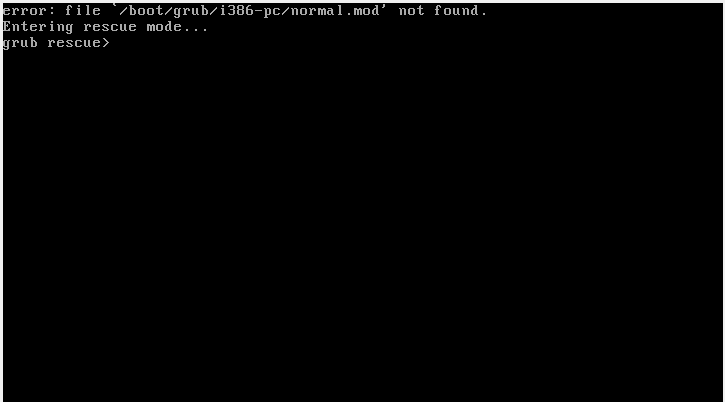 error: file `/boot/grub/i386-pc/normal.mod' not found.
Entering rescue mode...
grub rescue>